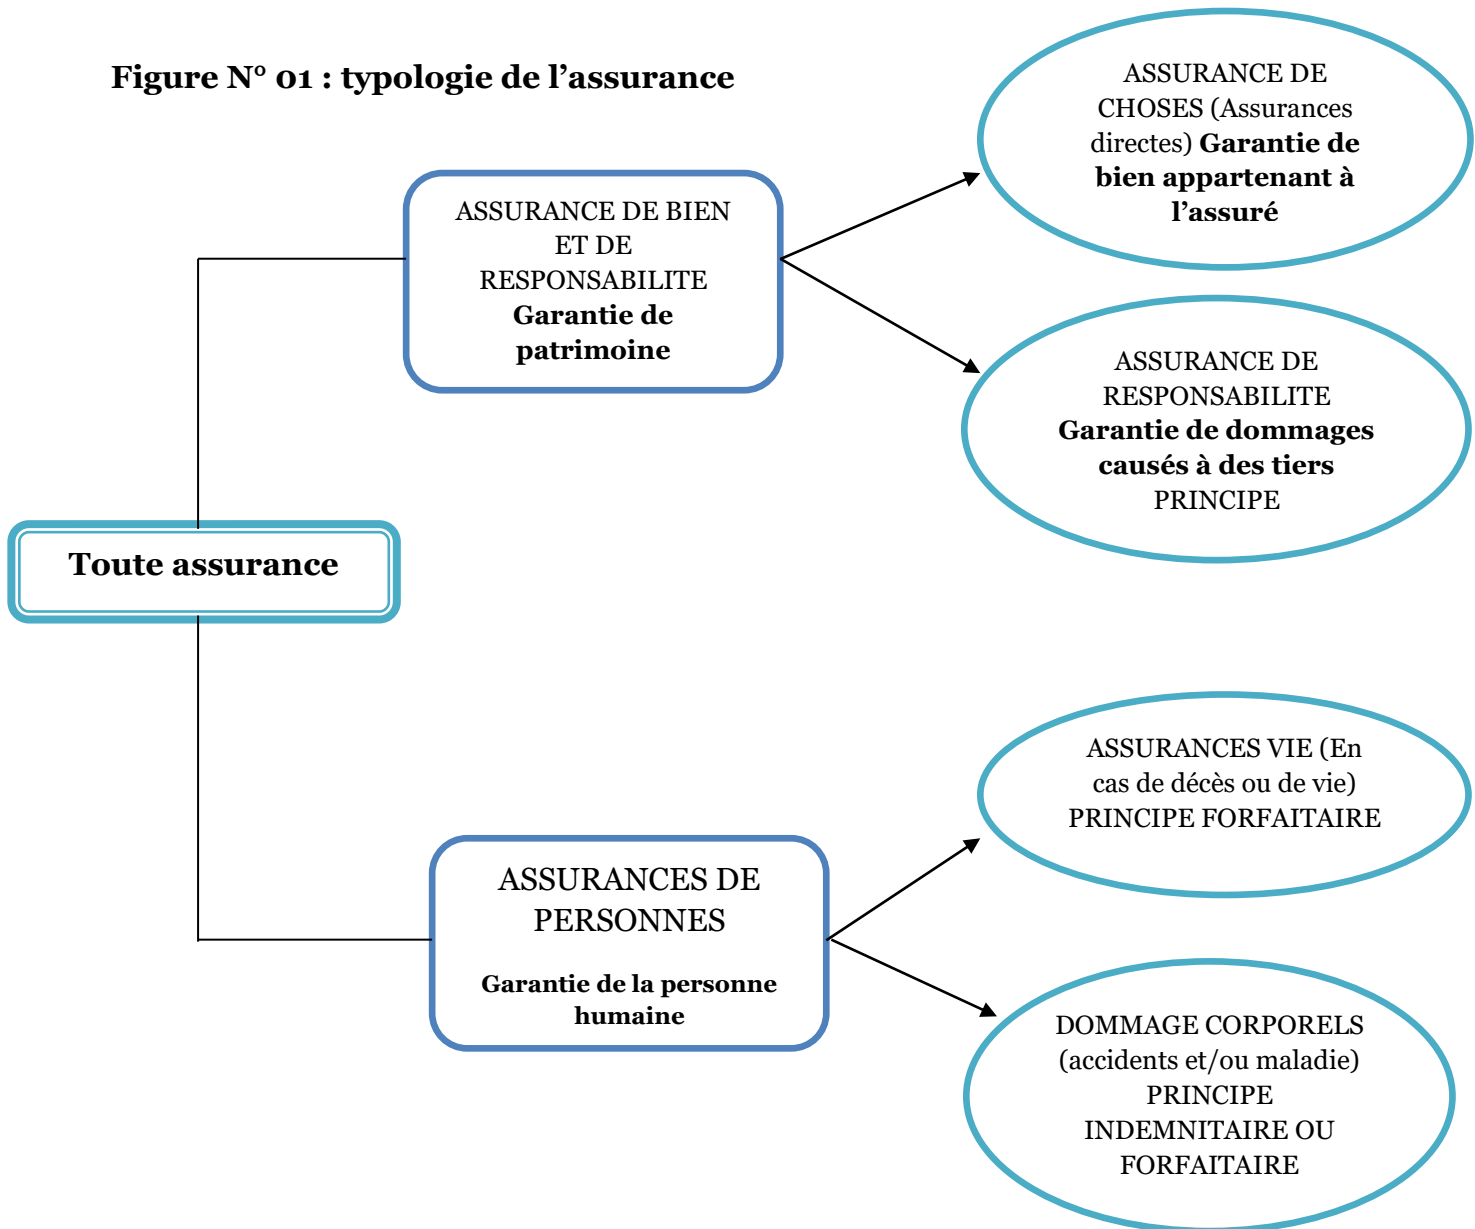 Figure N° 01 : typologie de l’assurance
ASSURANCE DE
CHOSES (Assurances
directes) Garantie de
bien appartenant à
l’assuré
ASSURANCE DE BIEN
ET DE
RESPONSABILITE
Garantie de
patrimoine
ASSURANCE DE
RESPONSABILITE
Garantie de dommages
causés à des tiers
PRINCIPE
Toute assurance
ASSURANCES VIE (En
cas de décès ou de vie)
PRINCIPE FORFAITAIRE
ASSURANCES DE
PERSONNES
Garantie de la personne
humaine
DOMMAGE CORPORELS
(accidents et/ou maladie)
PRINCIPE
INDEMNITAIRE OU
FORFAITAIRE